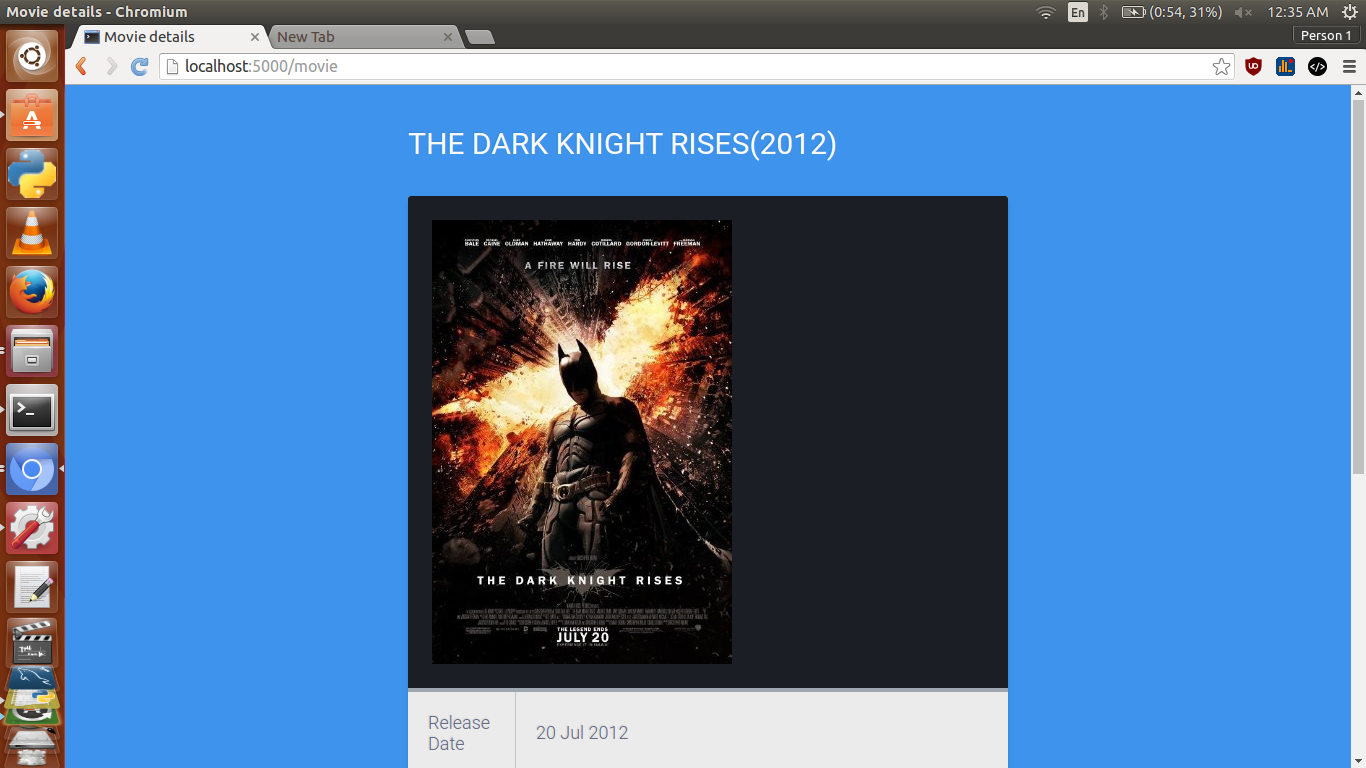 Movie details - Chromium
En
(0:54, 31%)
12:35 AM
Movie details
New Tab
Person 1
localhost:5000/movie
THE DARK KNIGHT RISES(2012)
BALE CAINE OLDMAN HATHAWAY HARDY COTILLARD GORDON-LEVITT FREEMAN
A FIRE WILL RISE
THE DARK KNIGHT RISES
THE LEGEND ENDS
JULY 20
Release
Date
20 Jul 2012